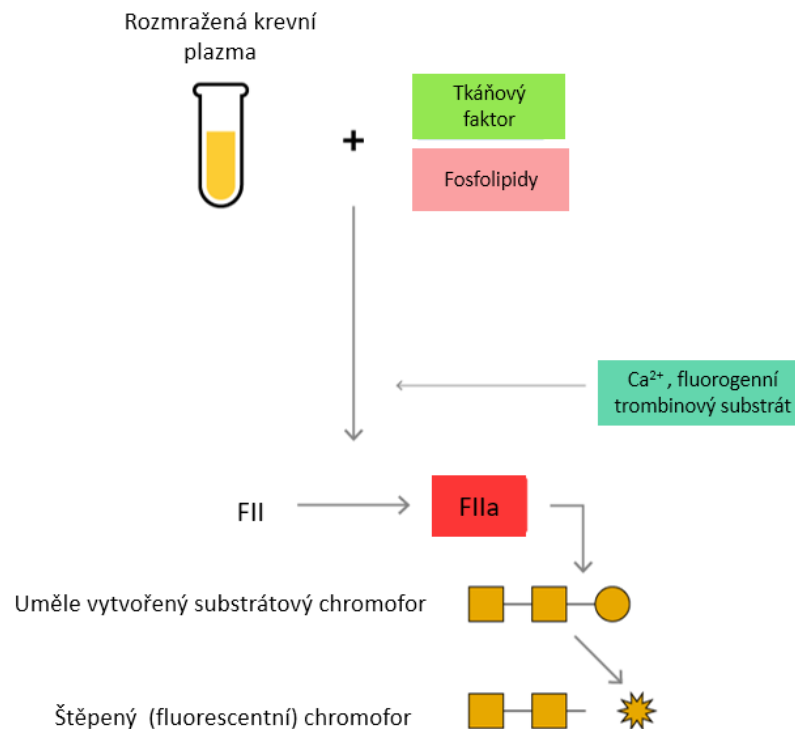 Rozmražená krevní
plazma
+
Tkáňový
faktor
Fosfolipidy
Ca²⁺ , fluorogenní
trombinový substrát
FII
FIIa
Uměle vytvořený substrátový chromofor
Štěpený (fluorescentní) chromofor